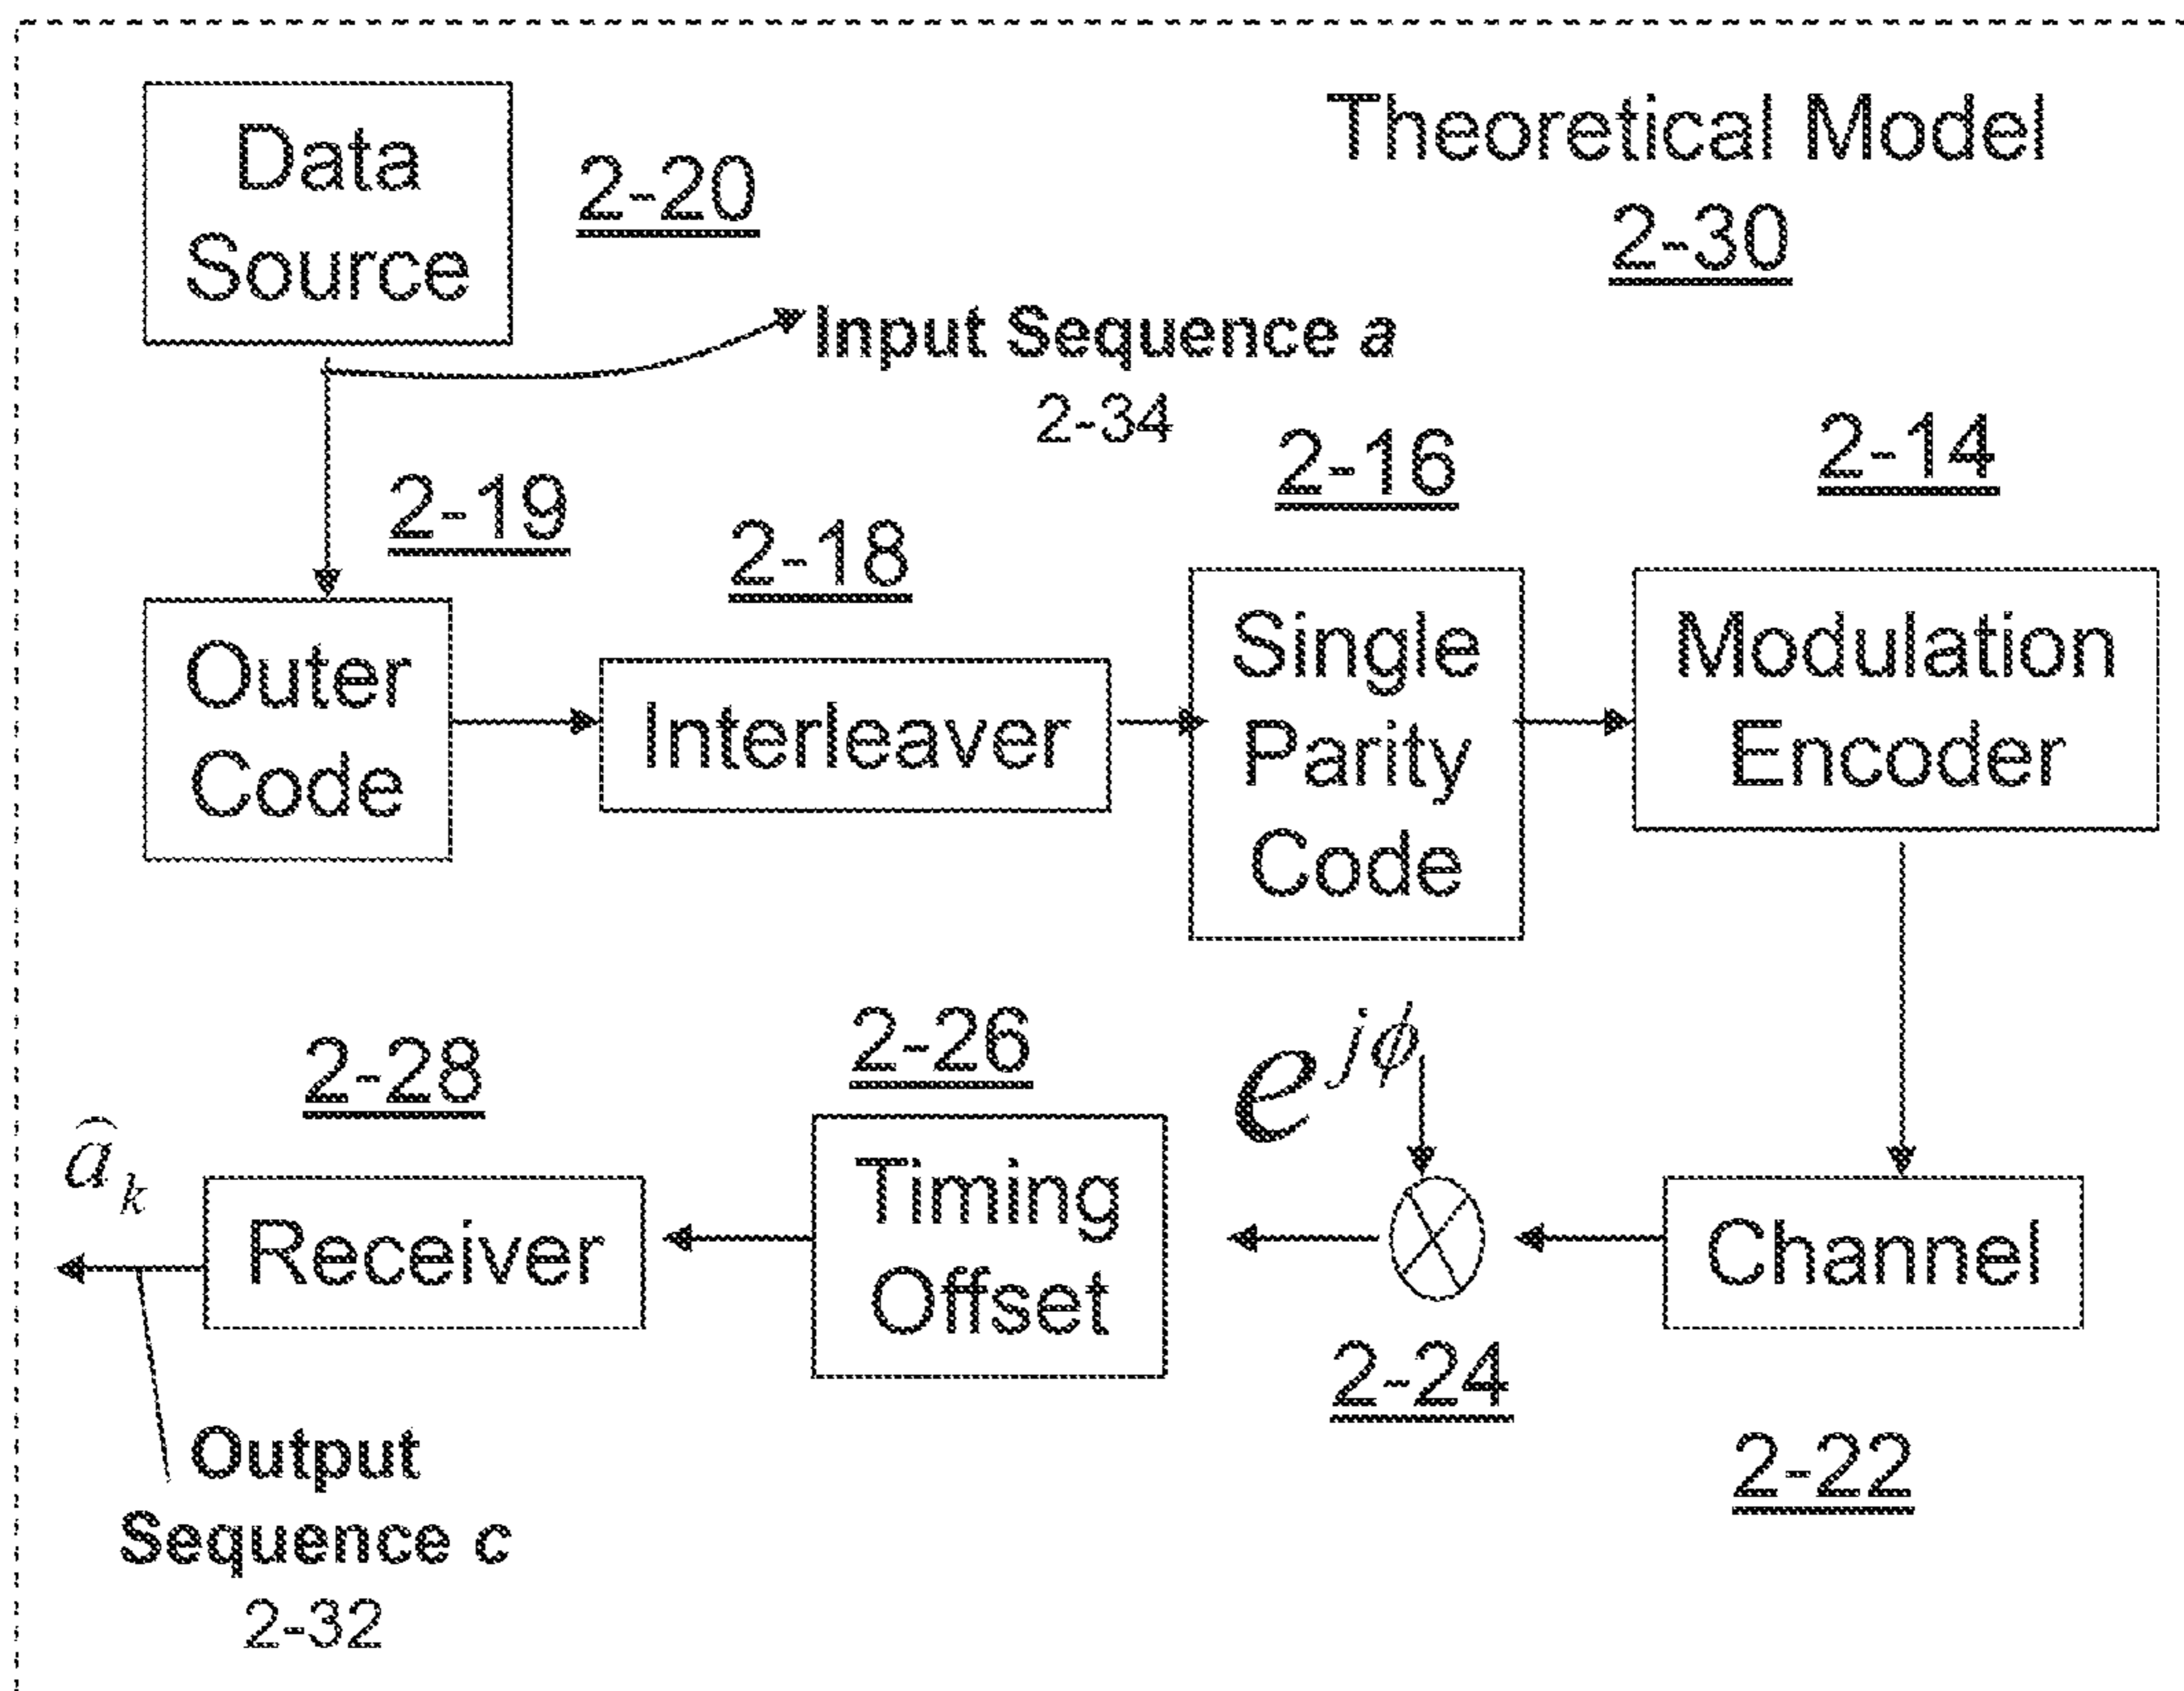 Data
Source
2-20
Theoretical Model
2-30
Input Sequence a
2-34
2-19
2-18
2-16
2-14
Outer
Code
Interleaver
Single
Parity
Code
Modulation
Encoder
2-28
2-26
e^{jϕ}
â_k
Receiver
Timing
Offset
Channel
2-24
2-22
Output
Sequence c
2-32